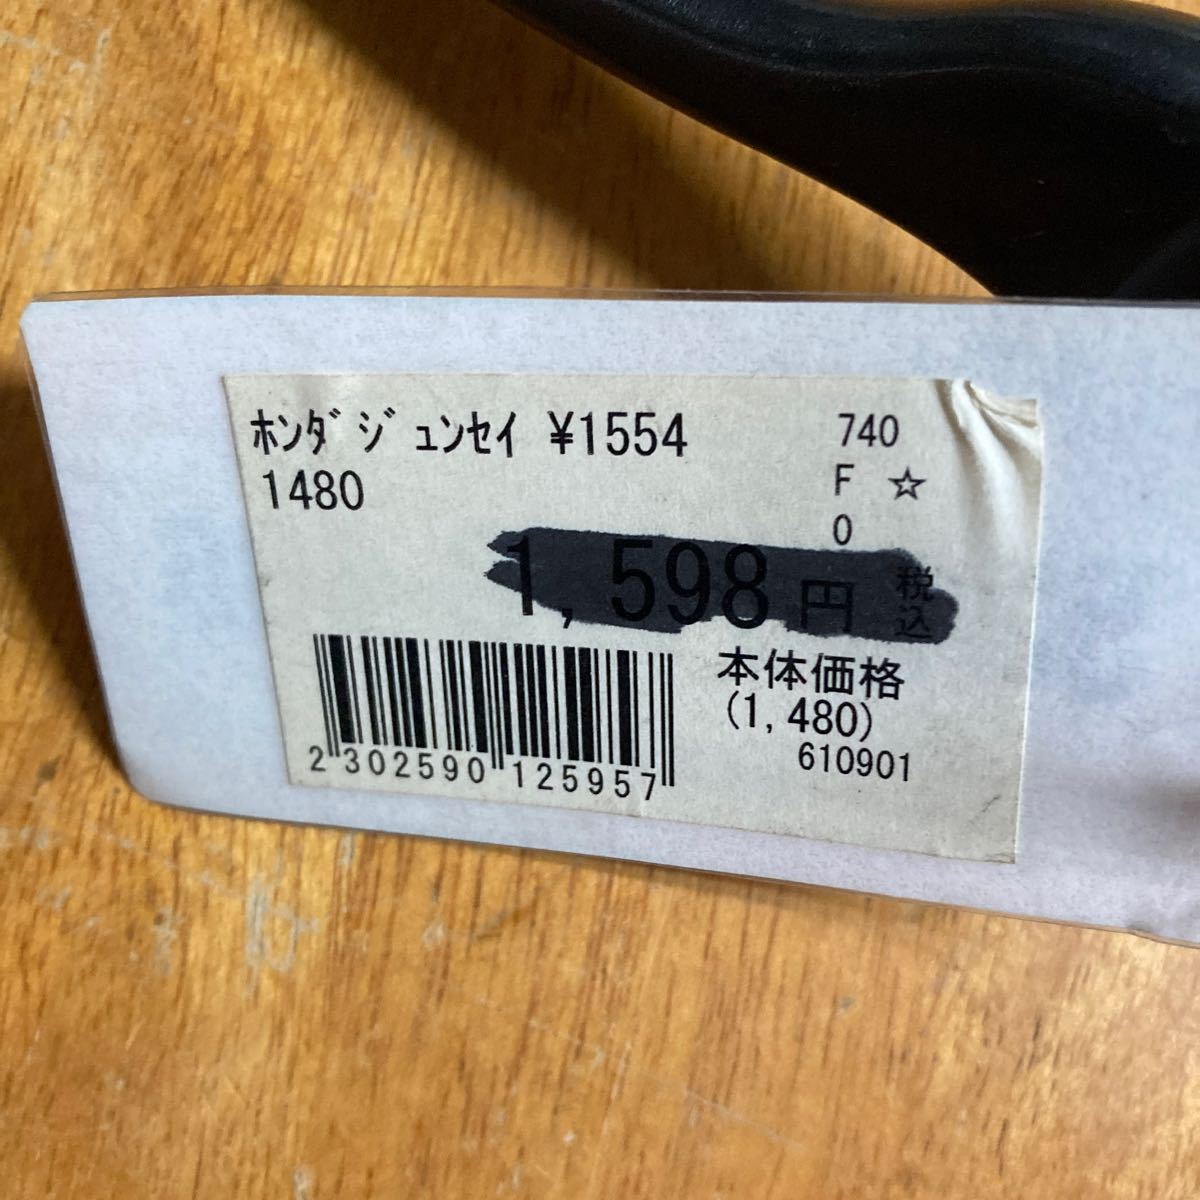 ﾎﾝﾀﾞｼﾞｭﾝｾｲ ¥1554 740
1480 F ☆
0
1,598円 税込
本体価格
(1,480)
610901
2 302590 125957